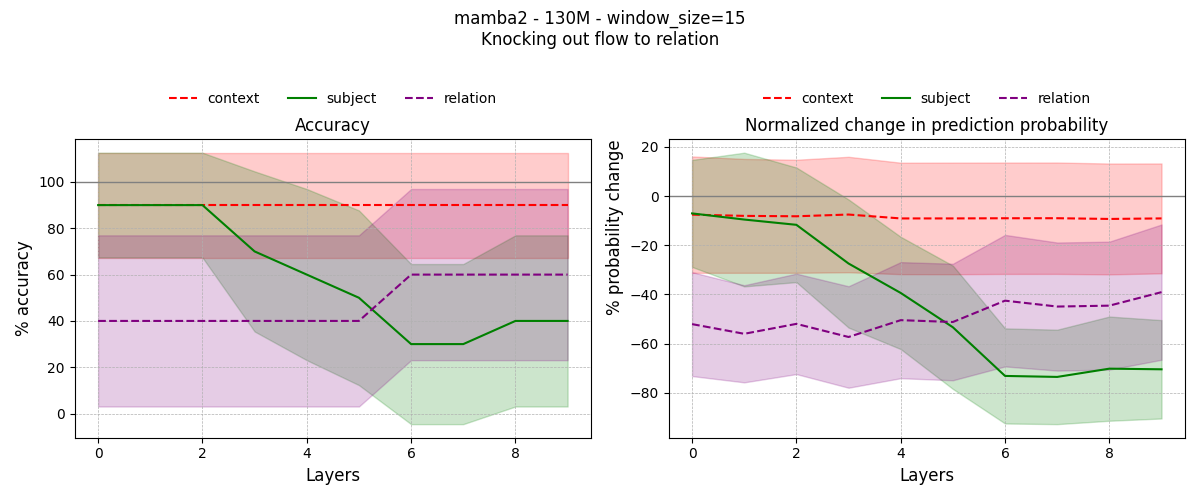 mamba2 - 130M - window_size=15
Knocking out flow to relation
context subject relation
context subject relation
Accuracy
Normalized change in prediction probability
% accuracy
100
80
60
40
20
0
0 2 4 6 8
Layers
% probability change
20
0
−20
−40
−60
−80
0 2 4 6 8
Layers